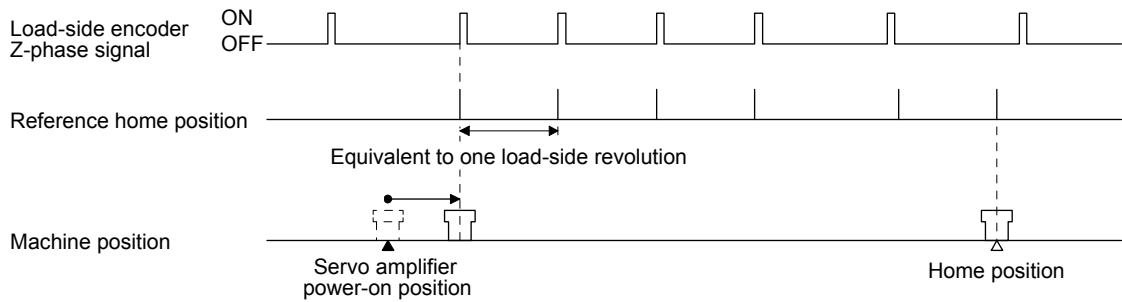 Load-side encoder
Z-phase signal
ON
OFF
Reference home position
Equivalent to one load-side revolution
Machine position
Servo amplifier
power-on position
Home position